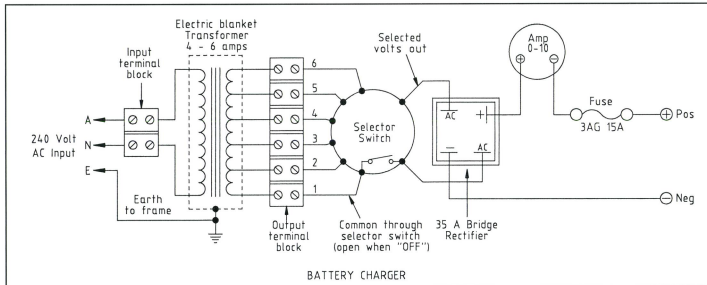 Electric blanket
Transformer
4 - 6 amps
Input
terminal
block
A
N
E
240 Volt
AC Input
Earth
to frame
6
5
4
3
2
1
Output
terminal
block
Selector
Switch
Common through
selector switch
(open when "OFF")
Selected
volts out
AC
+
-
AC
35 A Bridge
Rectifier
Amp
0-10
+
-
Fuse
3AG 15A
+ Pos
- Neg
BATTERY CHARGER